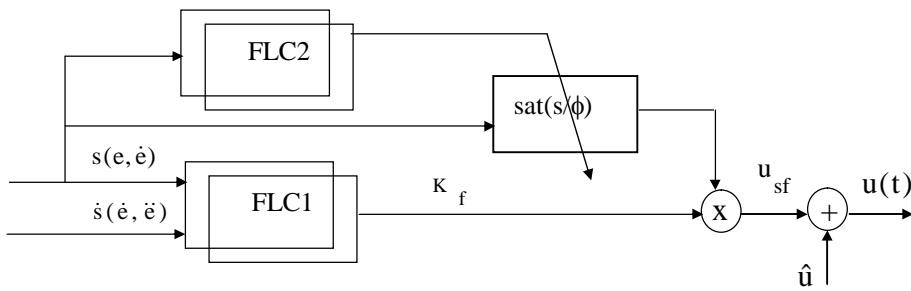 FLC2
sat(s/ϕ)
s(e, ė)
ṡ(ė, ë)
FLC1
K f
x
u sf
+
u(t)
û